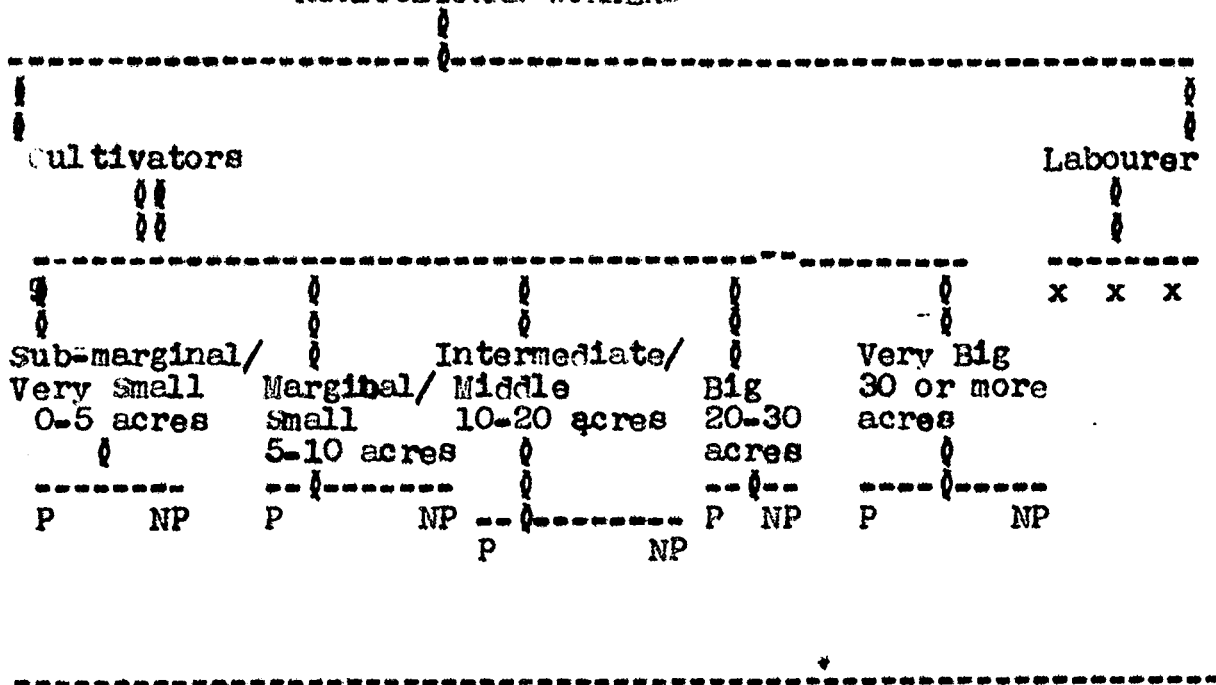 Cultivators Labourer
x x x
Sub-marginal/ Intermediate/ Very Big
Very Small Margibal/ Middle Big 30 or more
0-5 acres Small 10-20 acres 20-30 acres
5-10 acres acres
P NP P NP P NP P NP
P NP